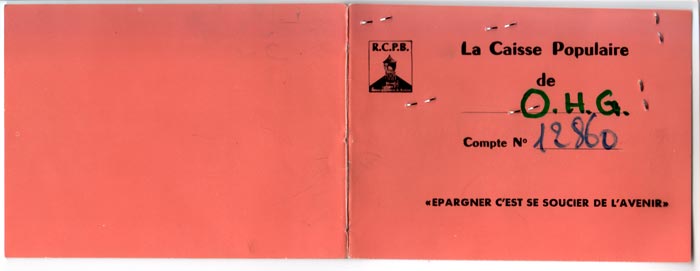 R.C.P.B.
La Caisse Populaire
de
O.H.G.
Compte N° 12860
«EPARGNER C'EST SE SOUCIER DE L'AVENIR»